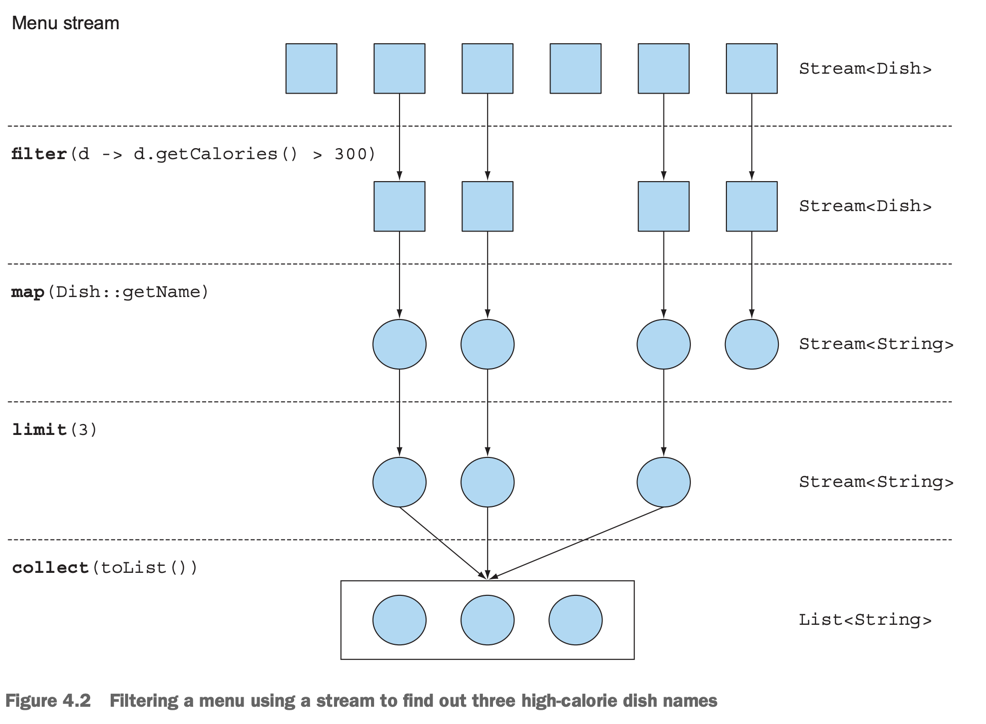 Menu stream
Stream<Dish>
filter(d -> d.getCalories() > 300)
Stream<Dish>
map(Dish::getName)
Stream<String>
limit(3)
Stream<String>
collect(toList())
List<String>
Figure 4.2 Filtering a menu using a stream to find out three high-calorie dish names